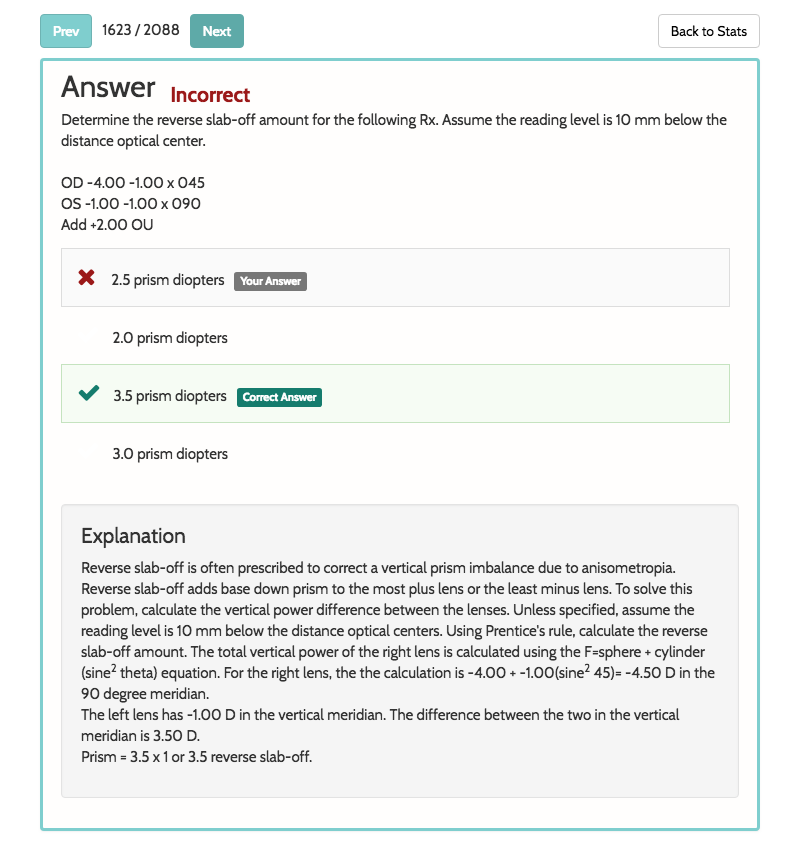 Prev 1623 / 2088 Next Back to Stats
Answer Incorrect
Determine the reverse slab-off amount for the following Rx. Assume the reading level is 10 mm below the
distance optical center.
OD -4.00 -1.00 x 045
OS -1.00 -1.00 x 090
Add +2.00 OU
2.5 prism diopters Your Answer
2.0 prism diopters
3.5 prism diopters Correct Answer
3.0 prism diopters
Explanation
Reverse slab-off is often prescribed to correct a vertical prism imbalance due to anisometropia.
Reverse slab-off adds base down prism to the most plus lens or the least minus lens. To solve this
problem, calculate the vertical power difference between the lenses. Unless specified, assume the
reading level is 10 mm below the distance optical centers. Using Prentice's rule, calculate the reverse
slab-off amount. The total vertical power of the right lens is calculated using the F=sphere + cylinder
(sine² theta) equation. For the right lens, the the calculation is -4.00 + -1.00(sine² 45)= -4.50 D in the
90 degree meridian.
The left lens has -1.00 D in the vertical meridian. The difference between the two in the vertical
meridian is 3.50 D.
Prism = 3.5 x 1 or 3.5 reverse slab-off.